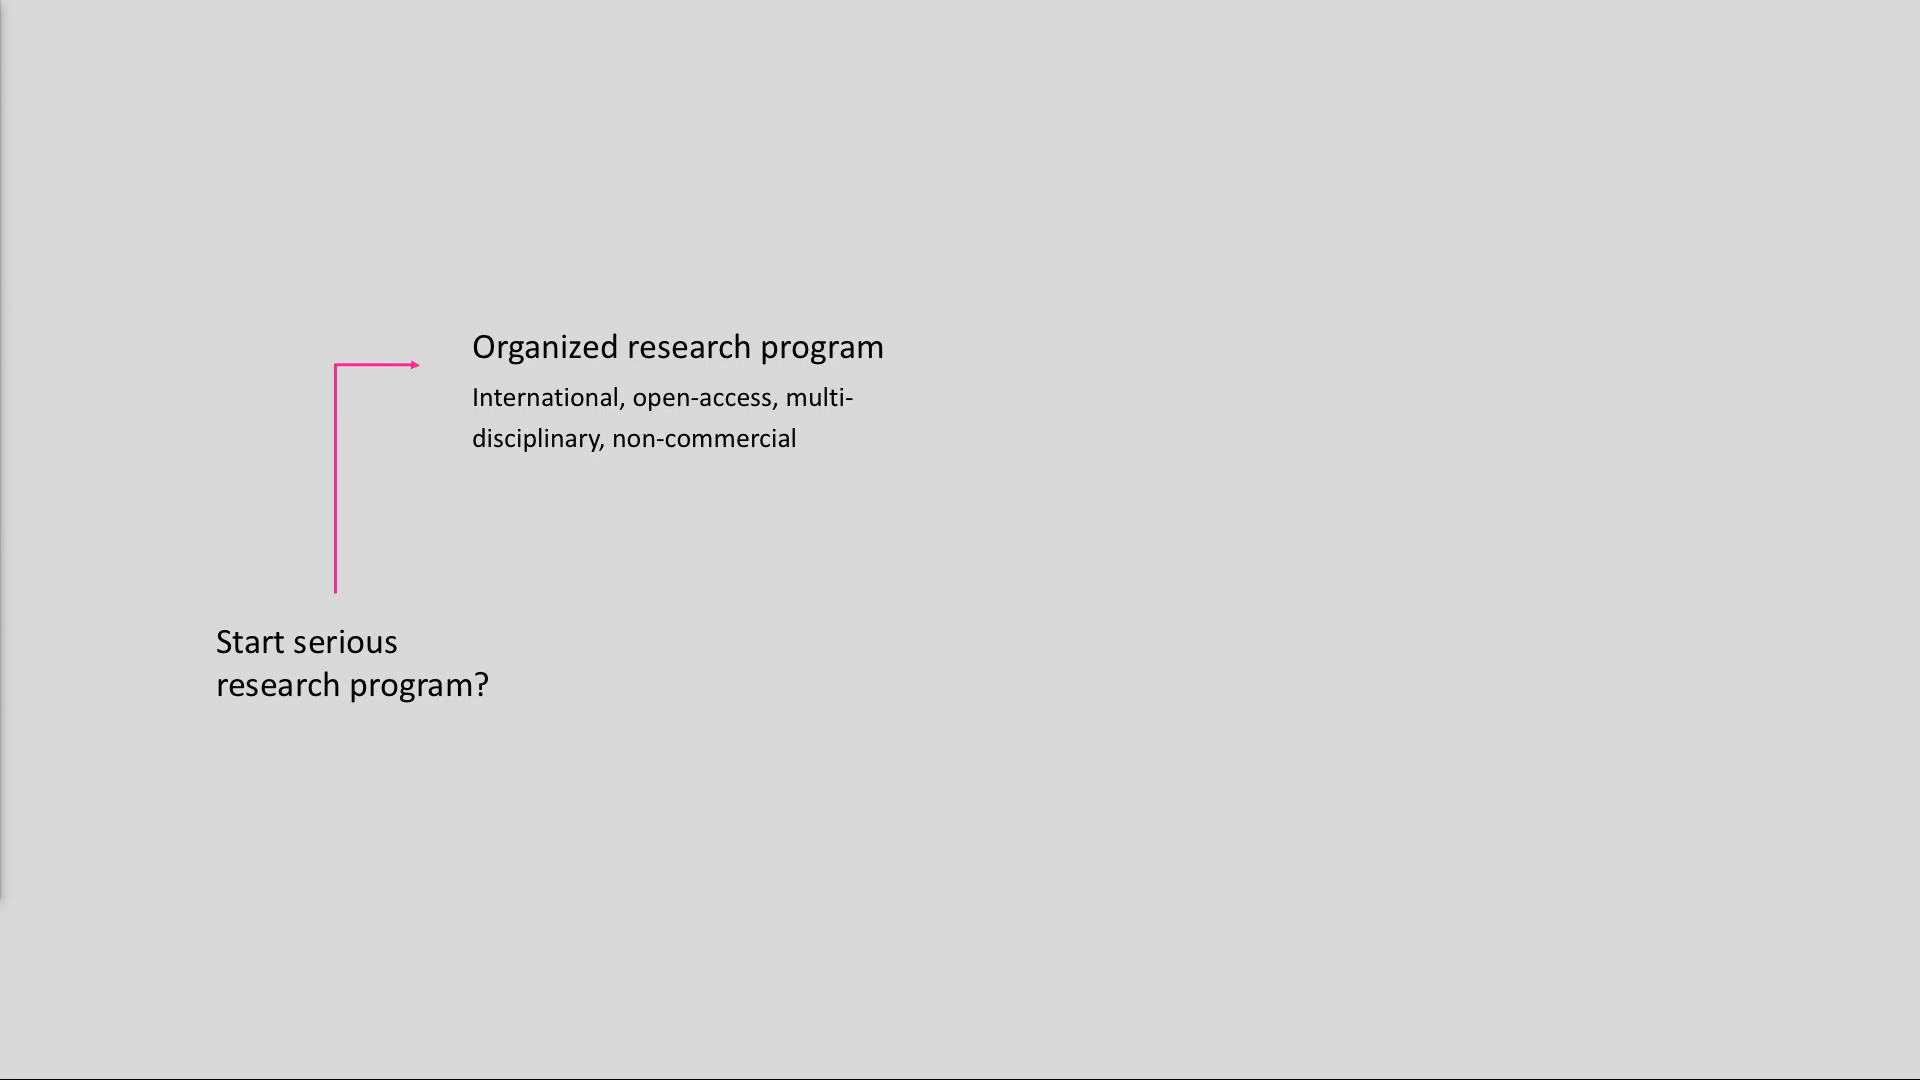 Organized research program
International, open-access, multi-
disciplinary, non-commercial
Start serious
research program?